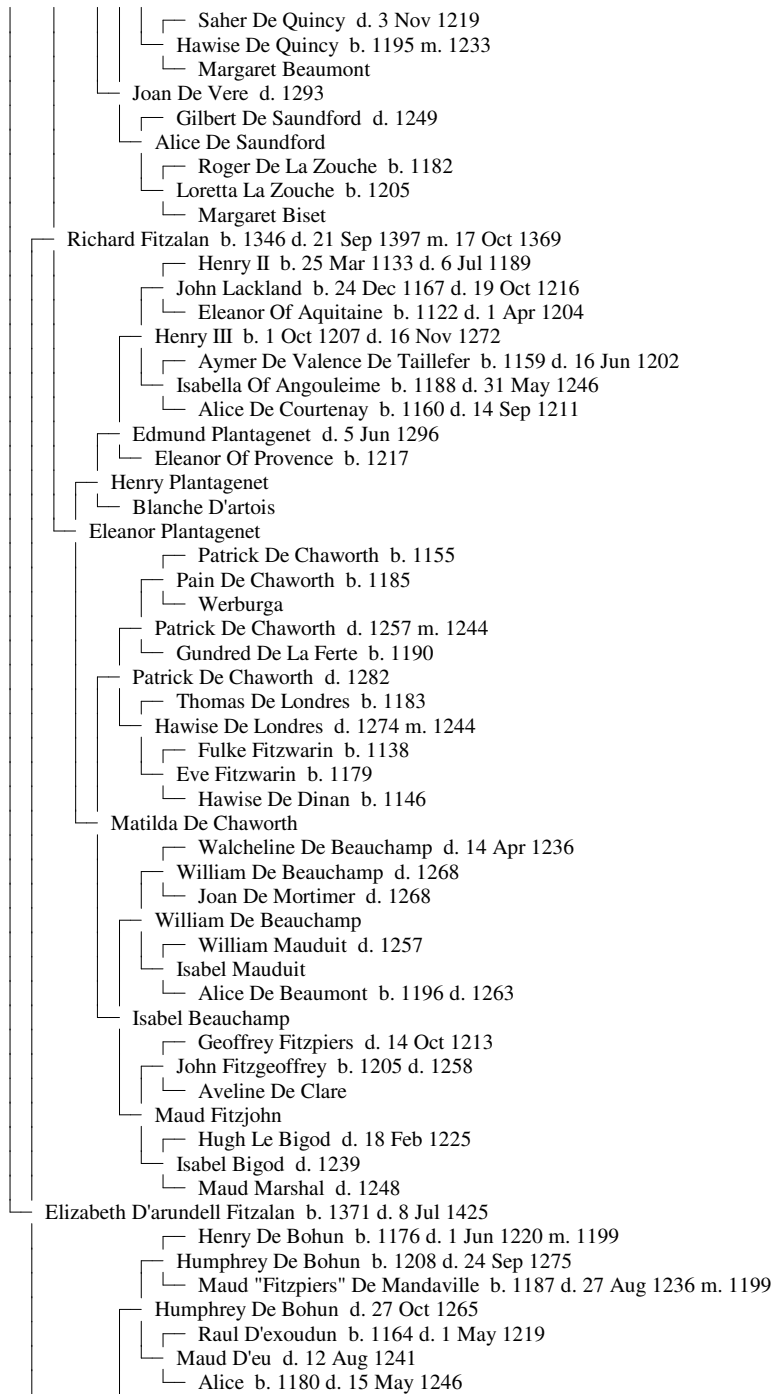 Saher De Quincy d. 3 Nov 1219
Hawise De Quincy b. 1195 m. 1233
Margaret Beaumont
Joan De Vere d. 1293
Gilbert De Saundford d. 1249
Alice De Saundford
Roger De La Zouche b. 1182
Loretta La Zouche b. 1205
Margaret Biset
Richard Fitzalan b. 1346 d. 21 Sep 1397 m. 17 Oct 1369
Henry II b. 25 Mar 1133 d. 6 Jul 1189
John Lackland b. 24 Dec 1167 d. 19 Oct 1216
Eleanor Of Aquitaine b. 1122 d. 1 Apr 1204
Henry III b. 1 Oct 1207 d. 16 Nov 1272
Aymer De Valence De Taillefer b. 1159 d. 16 Jun 1202
Isabella Of Angouleime b. 1188 d. 31 May 1246
Alice De Courtenay b. 1160 d. 14 Sep 1211
Edmund Plantagenet d. 5 Jun 1296
Eleanor Of Provence b. 1217
Henry Plantagenet
Blanche D'artois
Eleanor Plantagenet
Patrick De Chaworth b. 1155
Pain De Chaworth b. 1185
Werburga
Patrick De Chaworth d. 1257 m. 1244
Gundred De La Ferte b. 1190
Patrick De Chaworth d. 1282
Thomas De Londres b. 1183
Hawise De Londres d. 1274 m. 1244
Fulke Fitzwarin b. 1138
Eve Fitzwarin b. 1179
Hawise De Dinan b. 1146
Matilda De Chaworth
Walcheline De Beauchamp d. 14 Apr 1236
William De Beauchamp d. 1268
Joan De Mortimer d. 1268
William De Beauchamp
William Mauduit d. 1257
Isabel Mauduit
Alice De Beaumont b. 1196 d. 1263
Isabel Beauchamp
Geoffrey Fitzpiers d. 14 Oct 1213
John Fitzgeoffrey b. 1205 d. 1258
Aveline De Clare
Maud Fitzjohn
Hugh Le Bigod d. 18 Feb 1225
Isabel Bigod d. 1239
Maud Marshal d. 1248
Elizabeth D'arundell Fitzalan b. 1371 d. 8 Jul 1425
Henry De Bohun b. 1176 d. 1 Jun 1220 m. 1199
Humphrey De Bohun b. 1208 d. 24 Sep 1275
Maud "Fitzpiers" De Mandaville b. 1187 d. 27 Aug 1236 m. 1199
Humphrey De Bohun d. 27 Oct 1265
Raul D'exoudun b. 1164 d. 1 May 1219
Maud D'eu d. 12 Aug 1241
Alice b. 1180 d. 15 May 1246